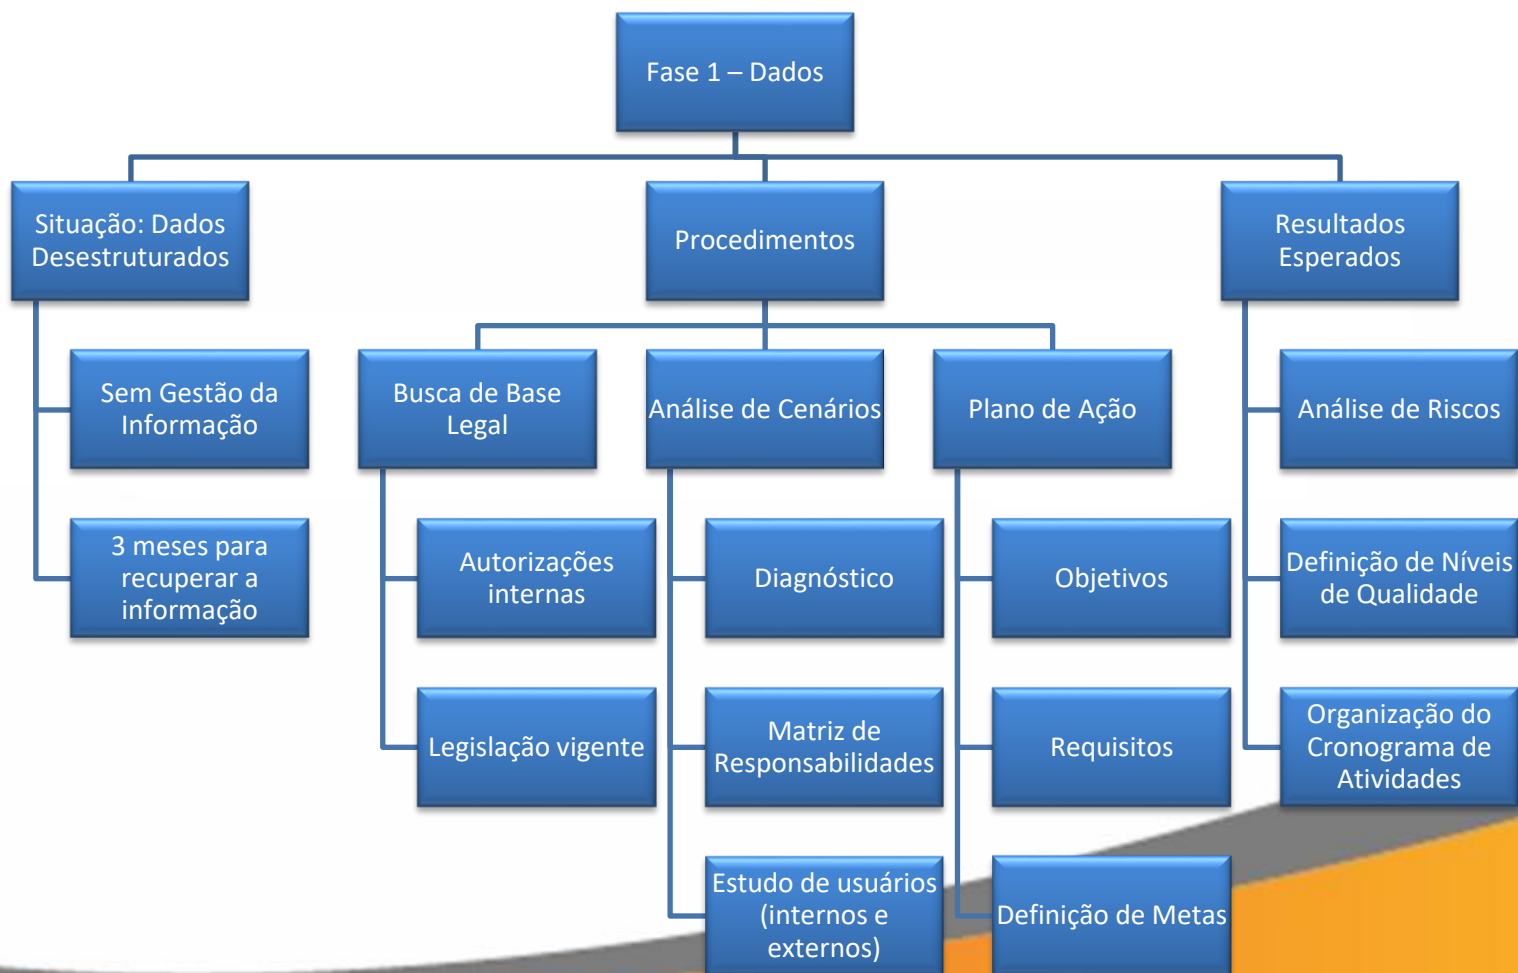 Fase 1 – Dados
Situação: Dados
Desestruturados
Sem Gestão da
Informação
3 meses para
recuperar a
informação
Procedimentos
Busca de Base
Legal
Autorizações
internas
Legislação vigente
Análise de Cenários
Diagnóstico
Matriz de
Responsabilidades
Estudo de usuários
(internos e
externos)
Plano de Ação
Objetivos
Requisitos
Definição de Metas
Resultados
Esperados
Análise de Riscos
Definição de Níveis
de Qualidade
Organização do
Cronograma de
Atividades